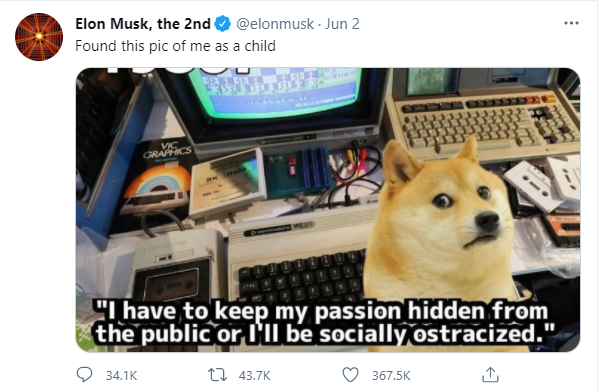 Elon Musk, the 2nd @elonmusk · Jun 2
Found this pic of me as a child
VIC
GRAPHICS
"I have to keep my passion hidden from
the public or I'll be socially ostracized."
34.1K 43.7K 367.5K